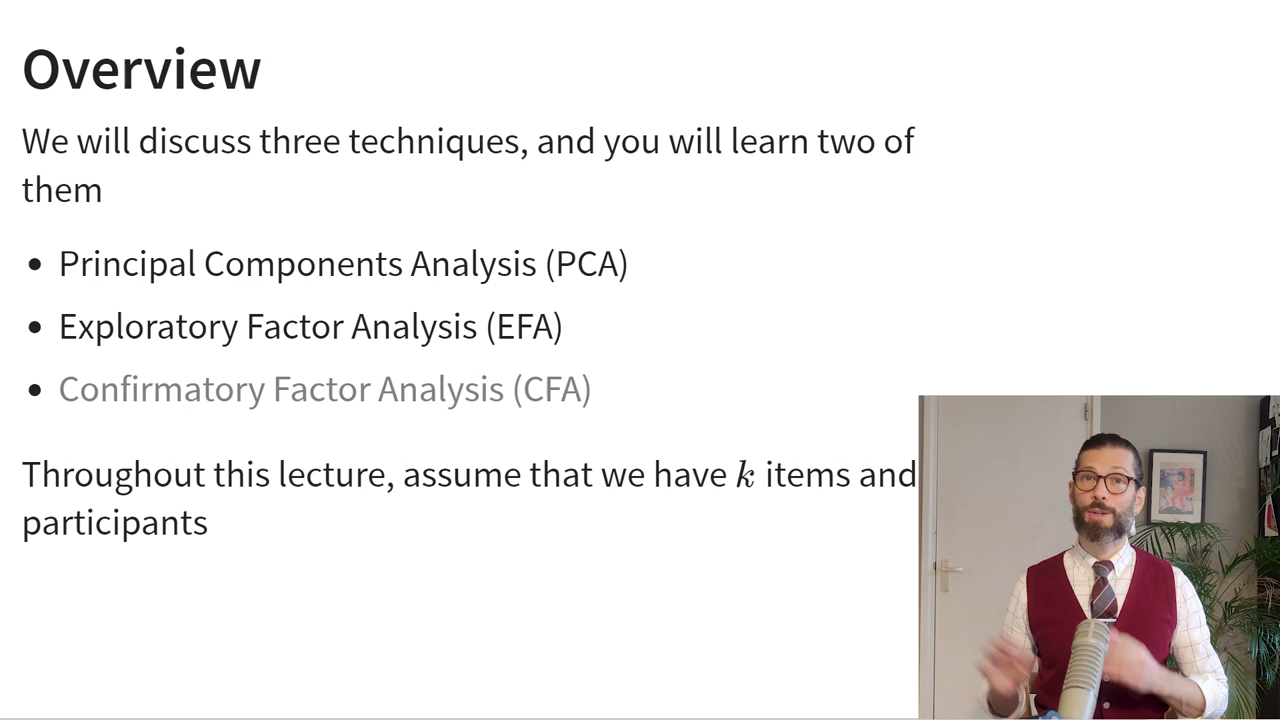 Overview
We will discuss three techniques, and you will learn two of
them
• Principal Components Analysis (PCA)
• Exploratory Factor Analysis (EFA)
• Confirmatory Factor Analysis (CFA)
Throughout this lecture, assume that we have k items and
participants